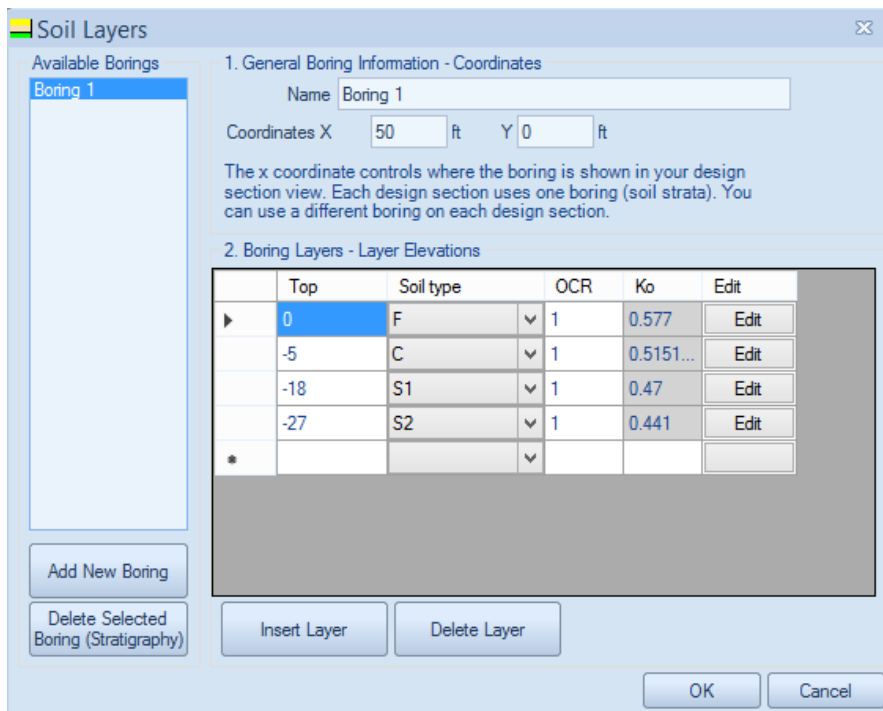 Soil Layers
Available Borings
Boring 1
Add New Boring
Delete Selected
Boring (Stratigraphy)
1. General Boring Information - Coordinates
Name Boring 1
Coordinates X 50 ft Y 0 ft
The x coordinate controls where the boring is shown in your design
section view. Each design section uses one boring (soil strata). You
can use a different boring on each design section.
2. Boring Layers - Layer Elevations
Top Soil type OCR Ko Edit
0 F 1 0.577 Edit
-5 C 1 0.5151... Edit
-18 S1 1 0.47 Edit
-27 S2 1 0.441 Edit
Insert Layer Delete Layer
OK Cancel